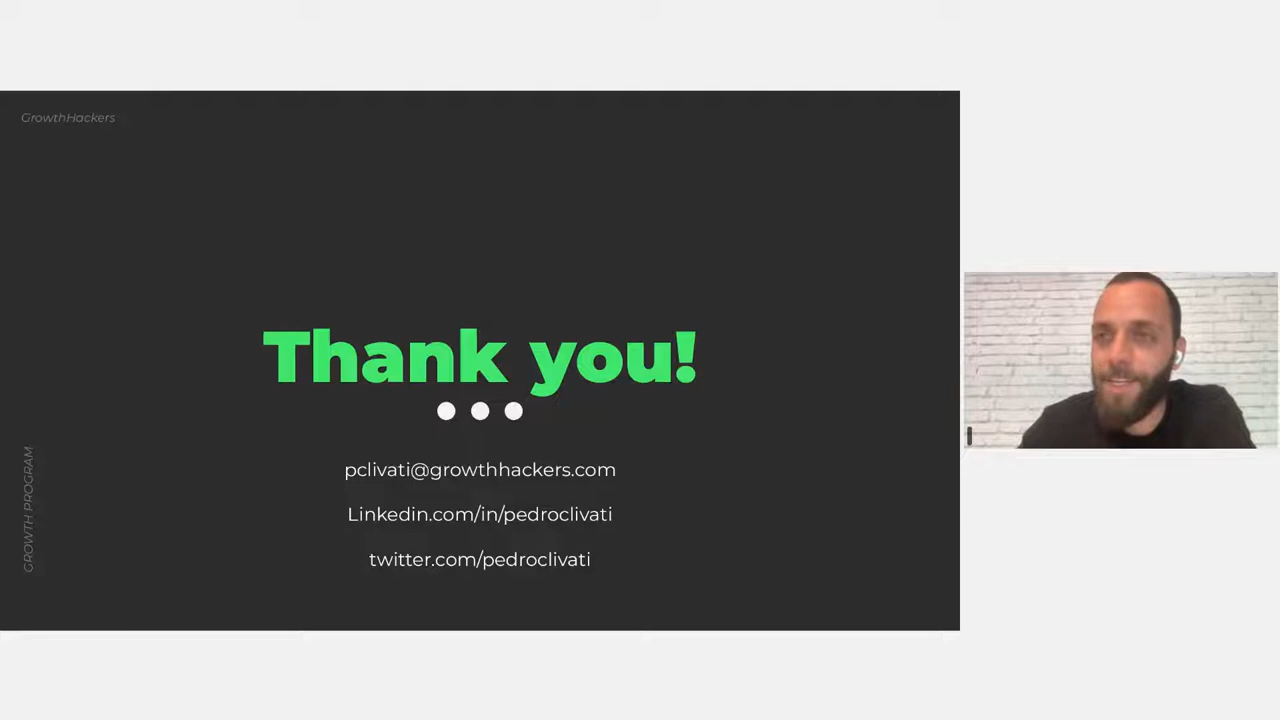 GrowthHackers
Thank you!
pclivati@growthhackers.com
Linkedin.com/in/pedroclivati
twitter.com/pedroclivati
GROWTH PROGRAM